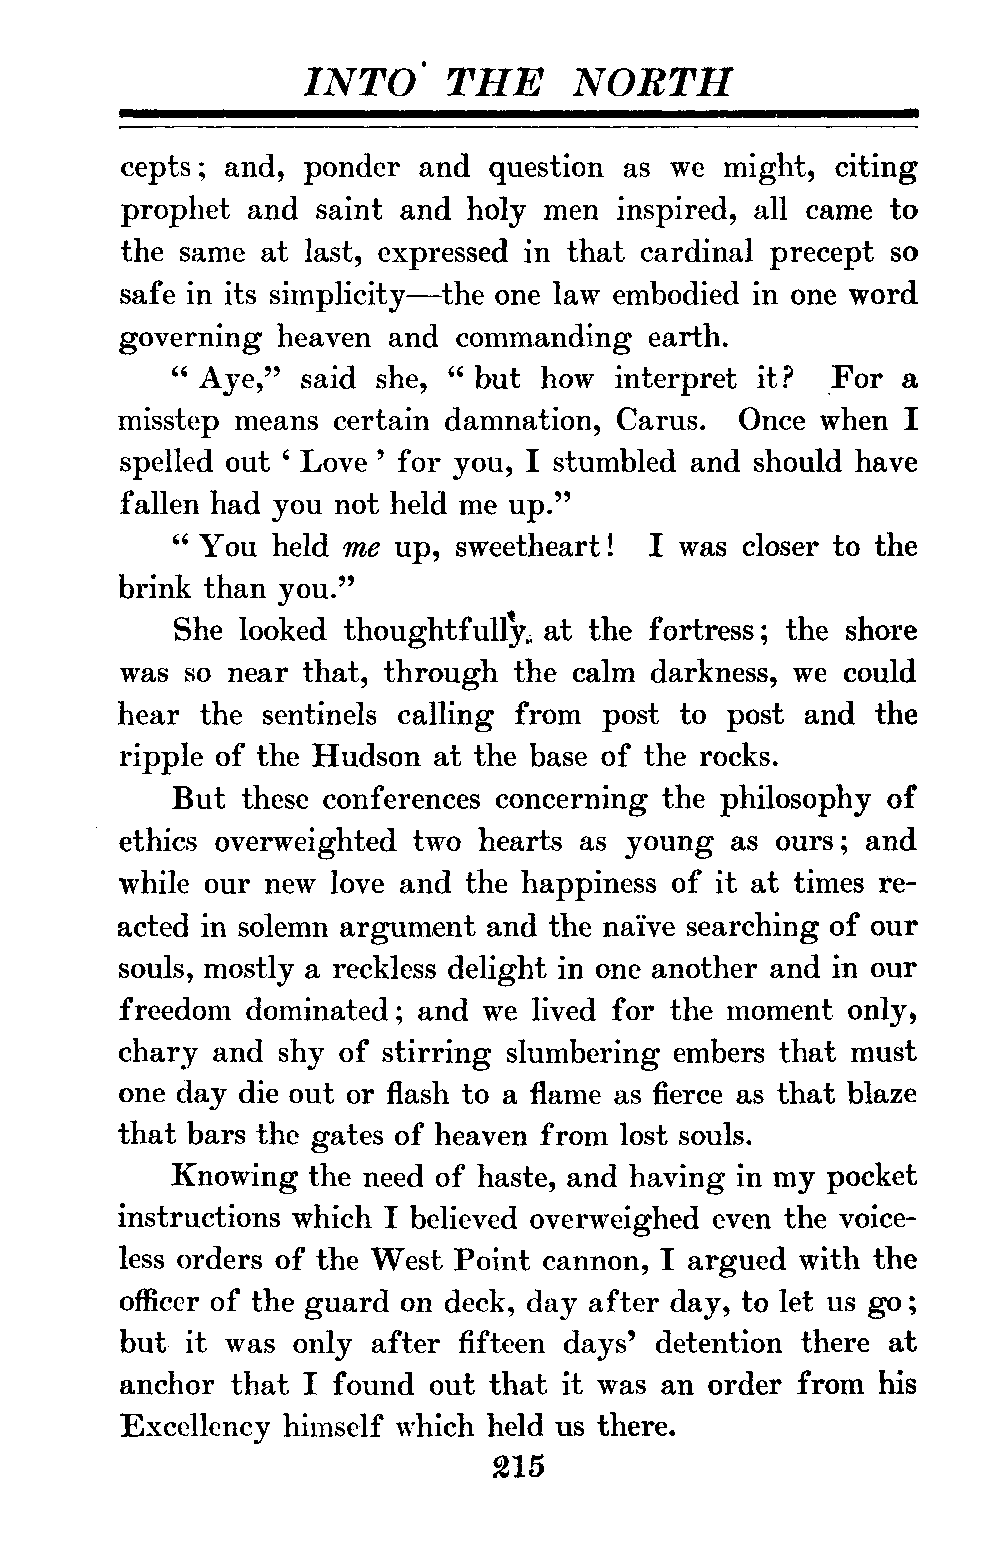 INTO THE NORTH
cepts; and, ponder and question as we might, citing
prophet and saint and holy men inspired, all came to
the same at last, expressed in that cardinal precept so
safe in its simplicity—the one law embodied in one word
governing heaven and commanding earth.
“ Aye,” said she, “ but how interpret it? For a
misstep means certain damnation, Carus. Once when I
spelled out ‘ Love ’ for you, I stumbled and should have
fallen had you not held me up.”
“ You held me up, sweetheart! I was closer to the
brink than you.”
She looked thoughtfully at the fortress; the shore
was so near that, through the calm darkness, we could
hear the sentinels calling from post to post and the
ripple of the Hudson at the base of the rocks.
But these conferences concerning the philosophy of
ethics overweighted two hearts as young as ours; and
while our new love and the happiness of it at times re-
acted in solemn argument and the naïve searching of our
souls, mostly a reckless delight in one another and in our
freedom dominated; and we lived for the moment only,
chary and shy of stirring slumbering embers that must
one day die out or flash to a flame as fierce as that blaze
that bars the gates of heaven from lost souls.
Knowing the need of haste, and having in my pocket
instructions which I believed overweighed even the voice-
less orders of the West Point cannon, I argued with the
officer of the guard on deck, day after day, to let us go;
but it was only after fifteen days’ detention there at
anchor that I found out that it was an order from his
Excellency himself which held us there.
215